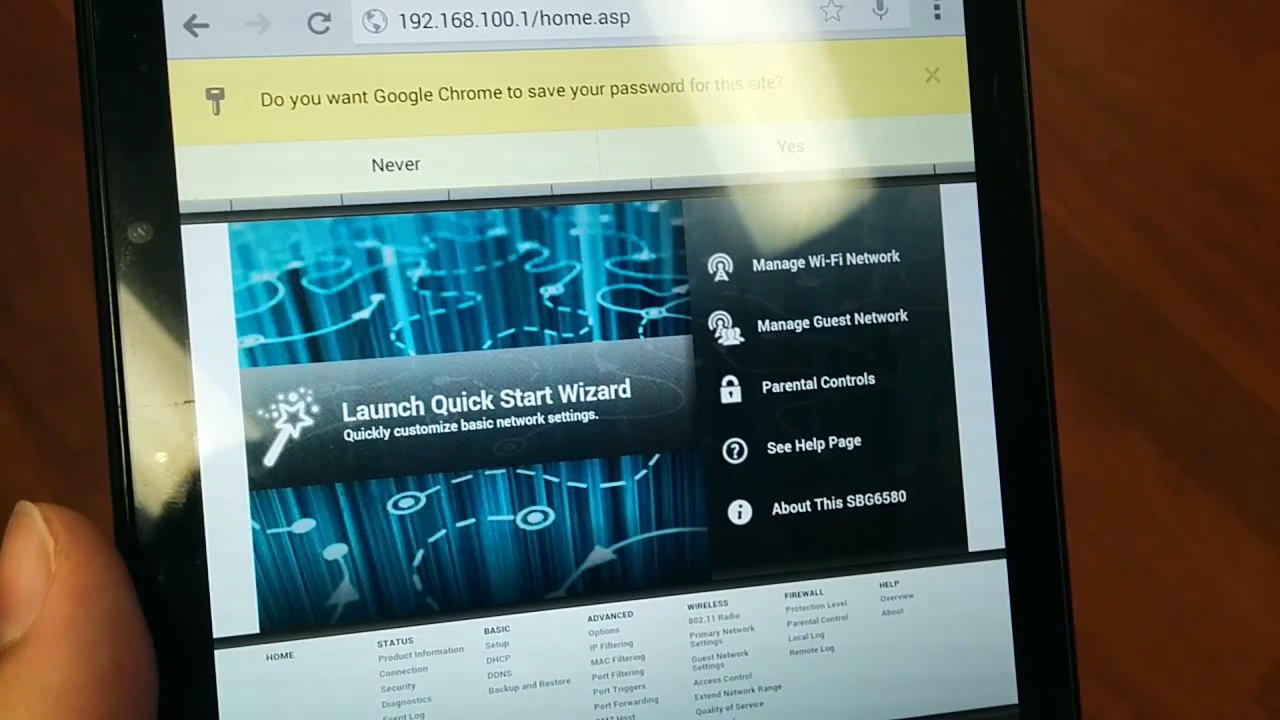 192.168.100.1/home.asp
Do you want Google Chrome to save your password for this site?
Never
Yes
Manage Wi-Fi Network
Manage Guest Network
Launch Quick Start Wizard
Quickly customize basic network settings.
Parental Controls
See Help Page
About This SBG6580
HOME
STATUS
Product Information
Connection
Security
Diagnostics
Event Log
BASIC
Setup
DHCP
DDNS
Backup and Restore
ADVANCED
Options
IP Filtering
MAC Filtering
Port Filtering
Port Triggers
Port Forwarding
DMZ Host
WIRELESS
802.11 Radio
Primary Network
Settings
Guest Network
Settings
Access Control
Extend Network Range
Quality of Service
FIREWALL
Protection Level
Parental Control
Local Log
Remote Log
HELP
Overview
About